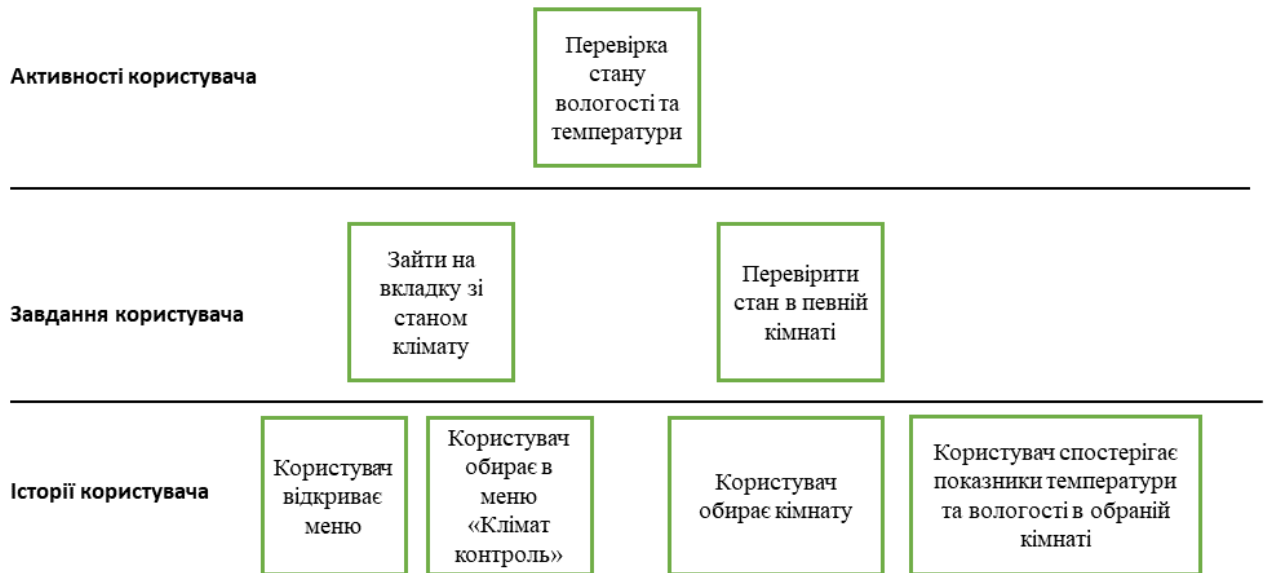 Активності користувача
Перевірка
стану
вологості та
температури
Завдання користувача
Зайти на
вкладку зі
станом
клімату
Перевірити
стан в певній
кімнаті
Історії користувача
Користувач
відкриває
меню
Користувач
обирає в
меню
«Клімат
контроль»
Користувач
обирає кімнату
Користувач спостерігає
показники температури
та вологості в обраній
кімнаті